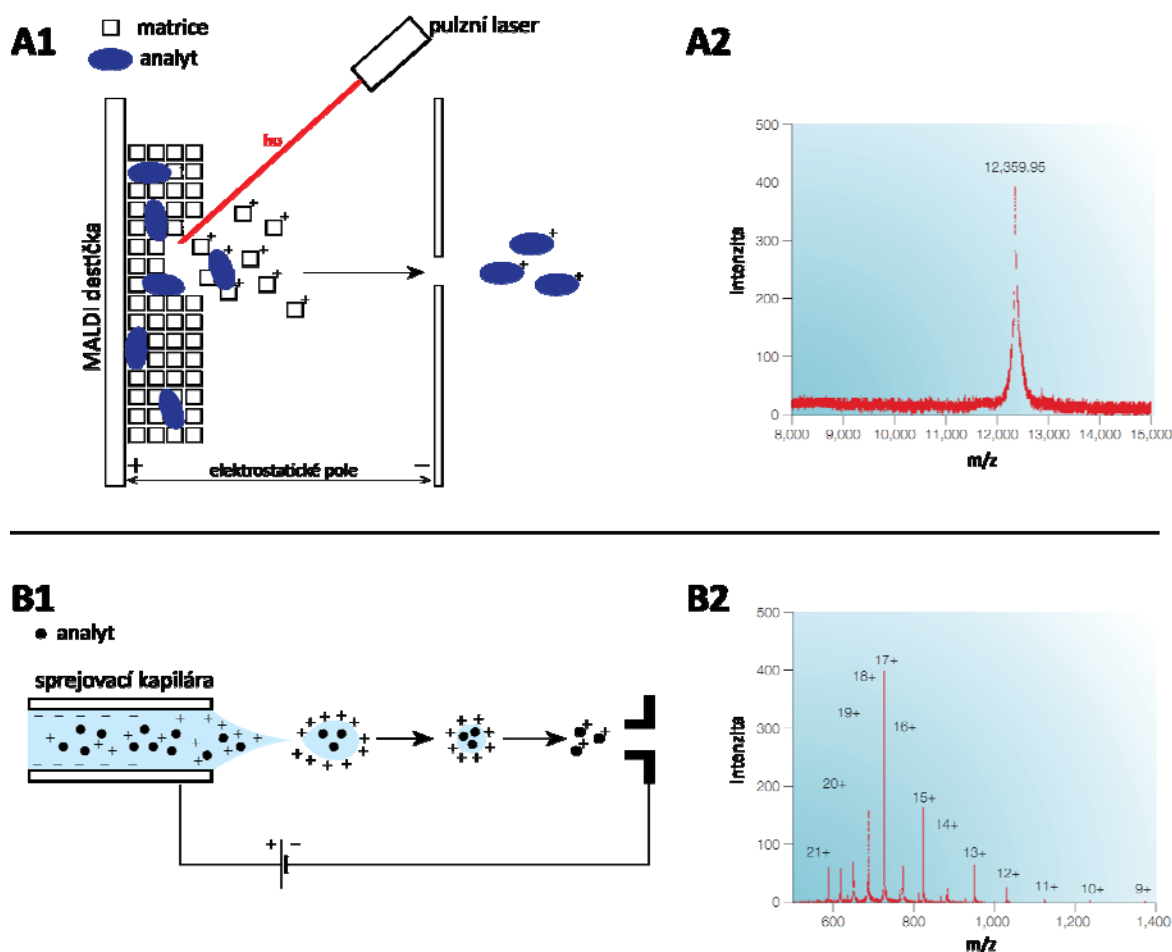 A1
matrice
analyt
pulzní laser
hν
MALDI destička
+
+
+
+
+
+
+
+
+
+
+
+
+ −
elektrostatické pole
A2
500
400
300
200
100
0
Intenzita
12,359.95
8,000 9,000 10,000 11,000 12,000 13,000 14,000 15,000
m/z
B1
analyt
sprejovací kapilára
+ −
B2
500
400
300
200
100
0
Intenzita
17+
18+
19+
16+
20+
15+
14+
21+
13+
12+
11+
10+
9+
600 800 1,000 1,200 1,400
m/z